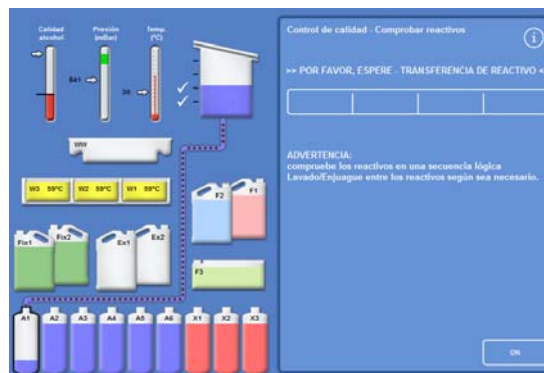 Calidad alcohol
Presión (mBar)
Temp. (°C)
841
39
WW
W3 59°C
W2 59°C
W1 59°C
F2
F1
Fix1
Fix2
Ex1
Ex2
F3
A1
A2
A3
A4
A5
A6
X1
X2
X3
Control de calidad - Comprobar reactivos
i
>> POR FAVOR, ESPERE - TRANSFERENCIA DE REACTIVO <
ADVERTENCIA:
compruebe los reactivos en una secuencia lógica
Lavado/Enjuague entre los reactivos según sea necesario.
OK